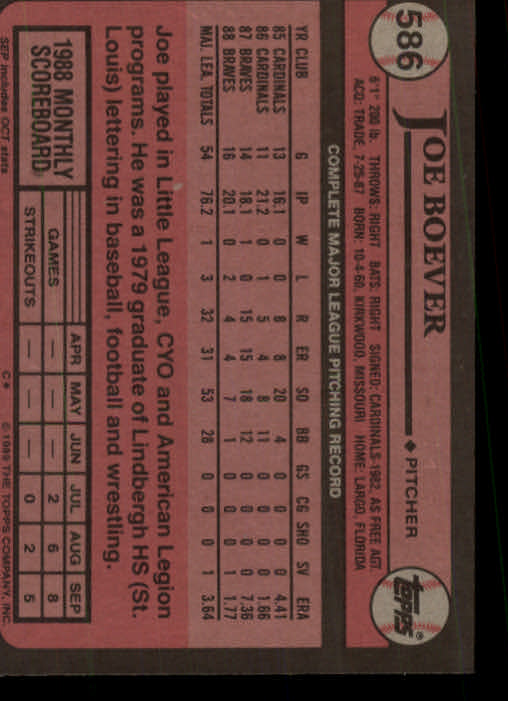 586
JOE BOEVER
◆ PITCHER
TOPPS®
6'1" 200 lb. THROWS: RIGHT BATS: RIGHT SIGNED: CARDINALS-1982, AS FREE AGT.
ACQ: TRADE, 7-25-87 BORN: 10-4-60, KIRKWOOD, MISSOURI HOME: LARGO, FLORIDA
COMPLETE MAJOR LEAGUE PITCHING RECORD
YR CLUB G IP W L R ER SO BB GS CG SHO SV ERA
85 CARDINALS 13 16.1 0 0 8 8 20 4 0 0 0 0 4.41
86 CARDINALS 11 21.2 0 1 5 4 8 11 0 0 0 0 1.66
87 BRAVES 14 18.1 1 0 15 15 18 12 0 0 0 0 7.36
88 BRAVES 16 20.1 0 2 4 4 7 1 0 0 0 1 1.77
MAJ. LEA. TOTALS 54 76.2 1 3 32 31 53 28 0 0 0 1 3.64
Joe played in Little League, CYO and American Legion
programs. He was a 1979 graduate of Lindbergh HS (St.
Louis) lettering in baseball, football and wrestling.
1988 MONTHLY
SCOREBOARD
APR MAY JUN JUL AUG SEP
GAMES — — — 2 6 8
STRIKEOUTS — — — 0 2 5
SEP includes OCT stats
C* © 1989 THE TOPPS COMPANY, INC.